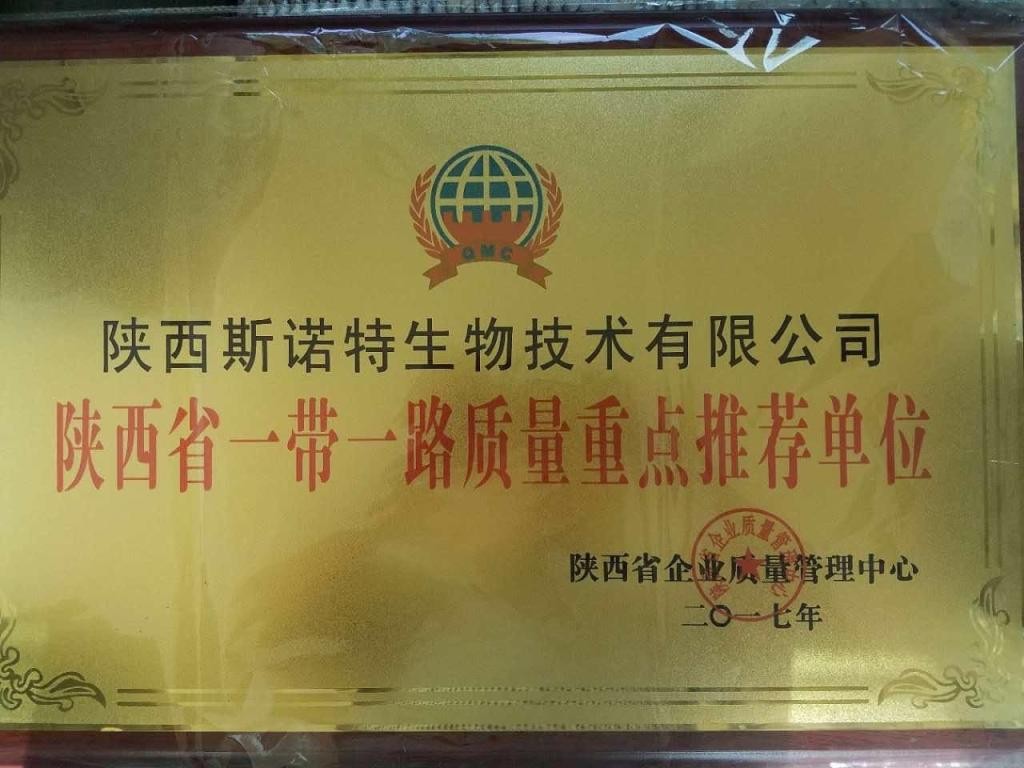 QMC
陕西斯诺特生物技术有限公司
陕西省一带一路质量重点推荐单位
陕西省企业质量管理中心
二〇一七年